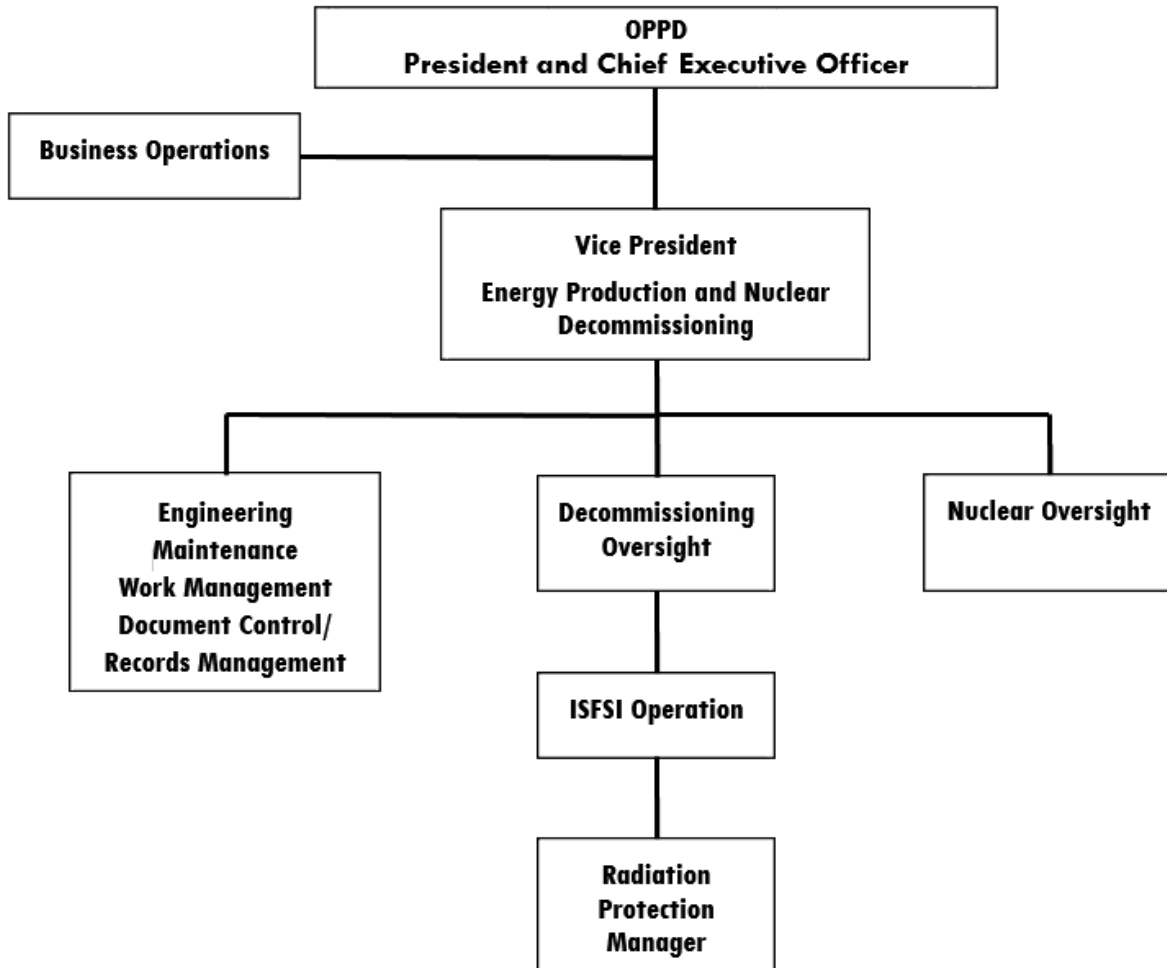 OPPD
President and Chief Executive Officer
Business Operations
Vice President
Energy Production and Nuclear
Decommissioning
Engineering
Maintenance
Work Management
Document Control/
Records Management
Decommissioning
Oversight
Nuclear Oversight
ISFSI Operation
Radiation
Protection
Manager